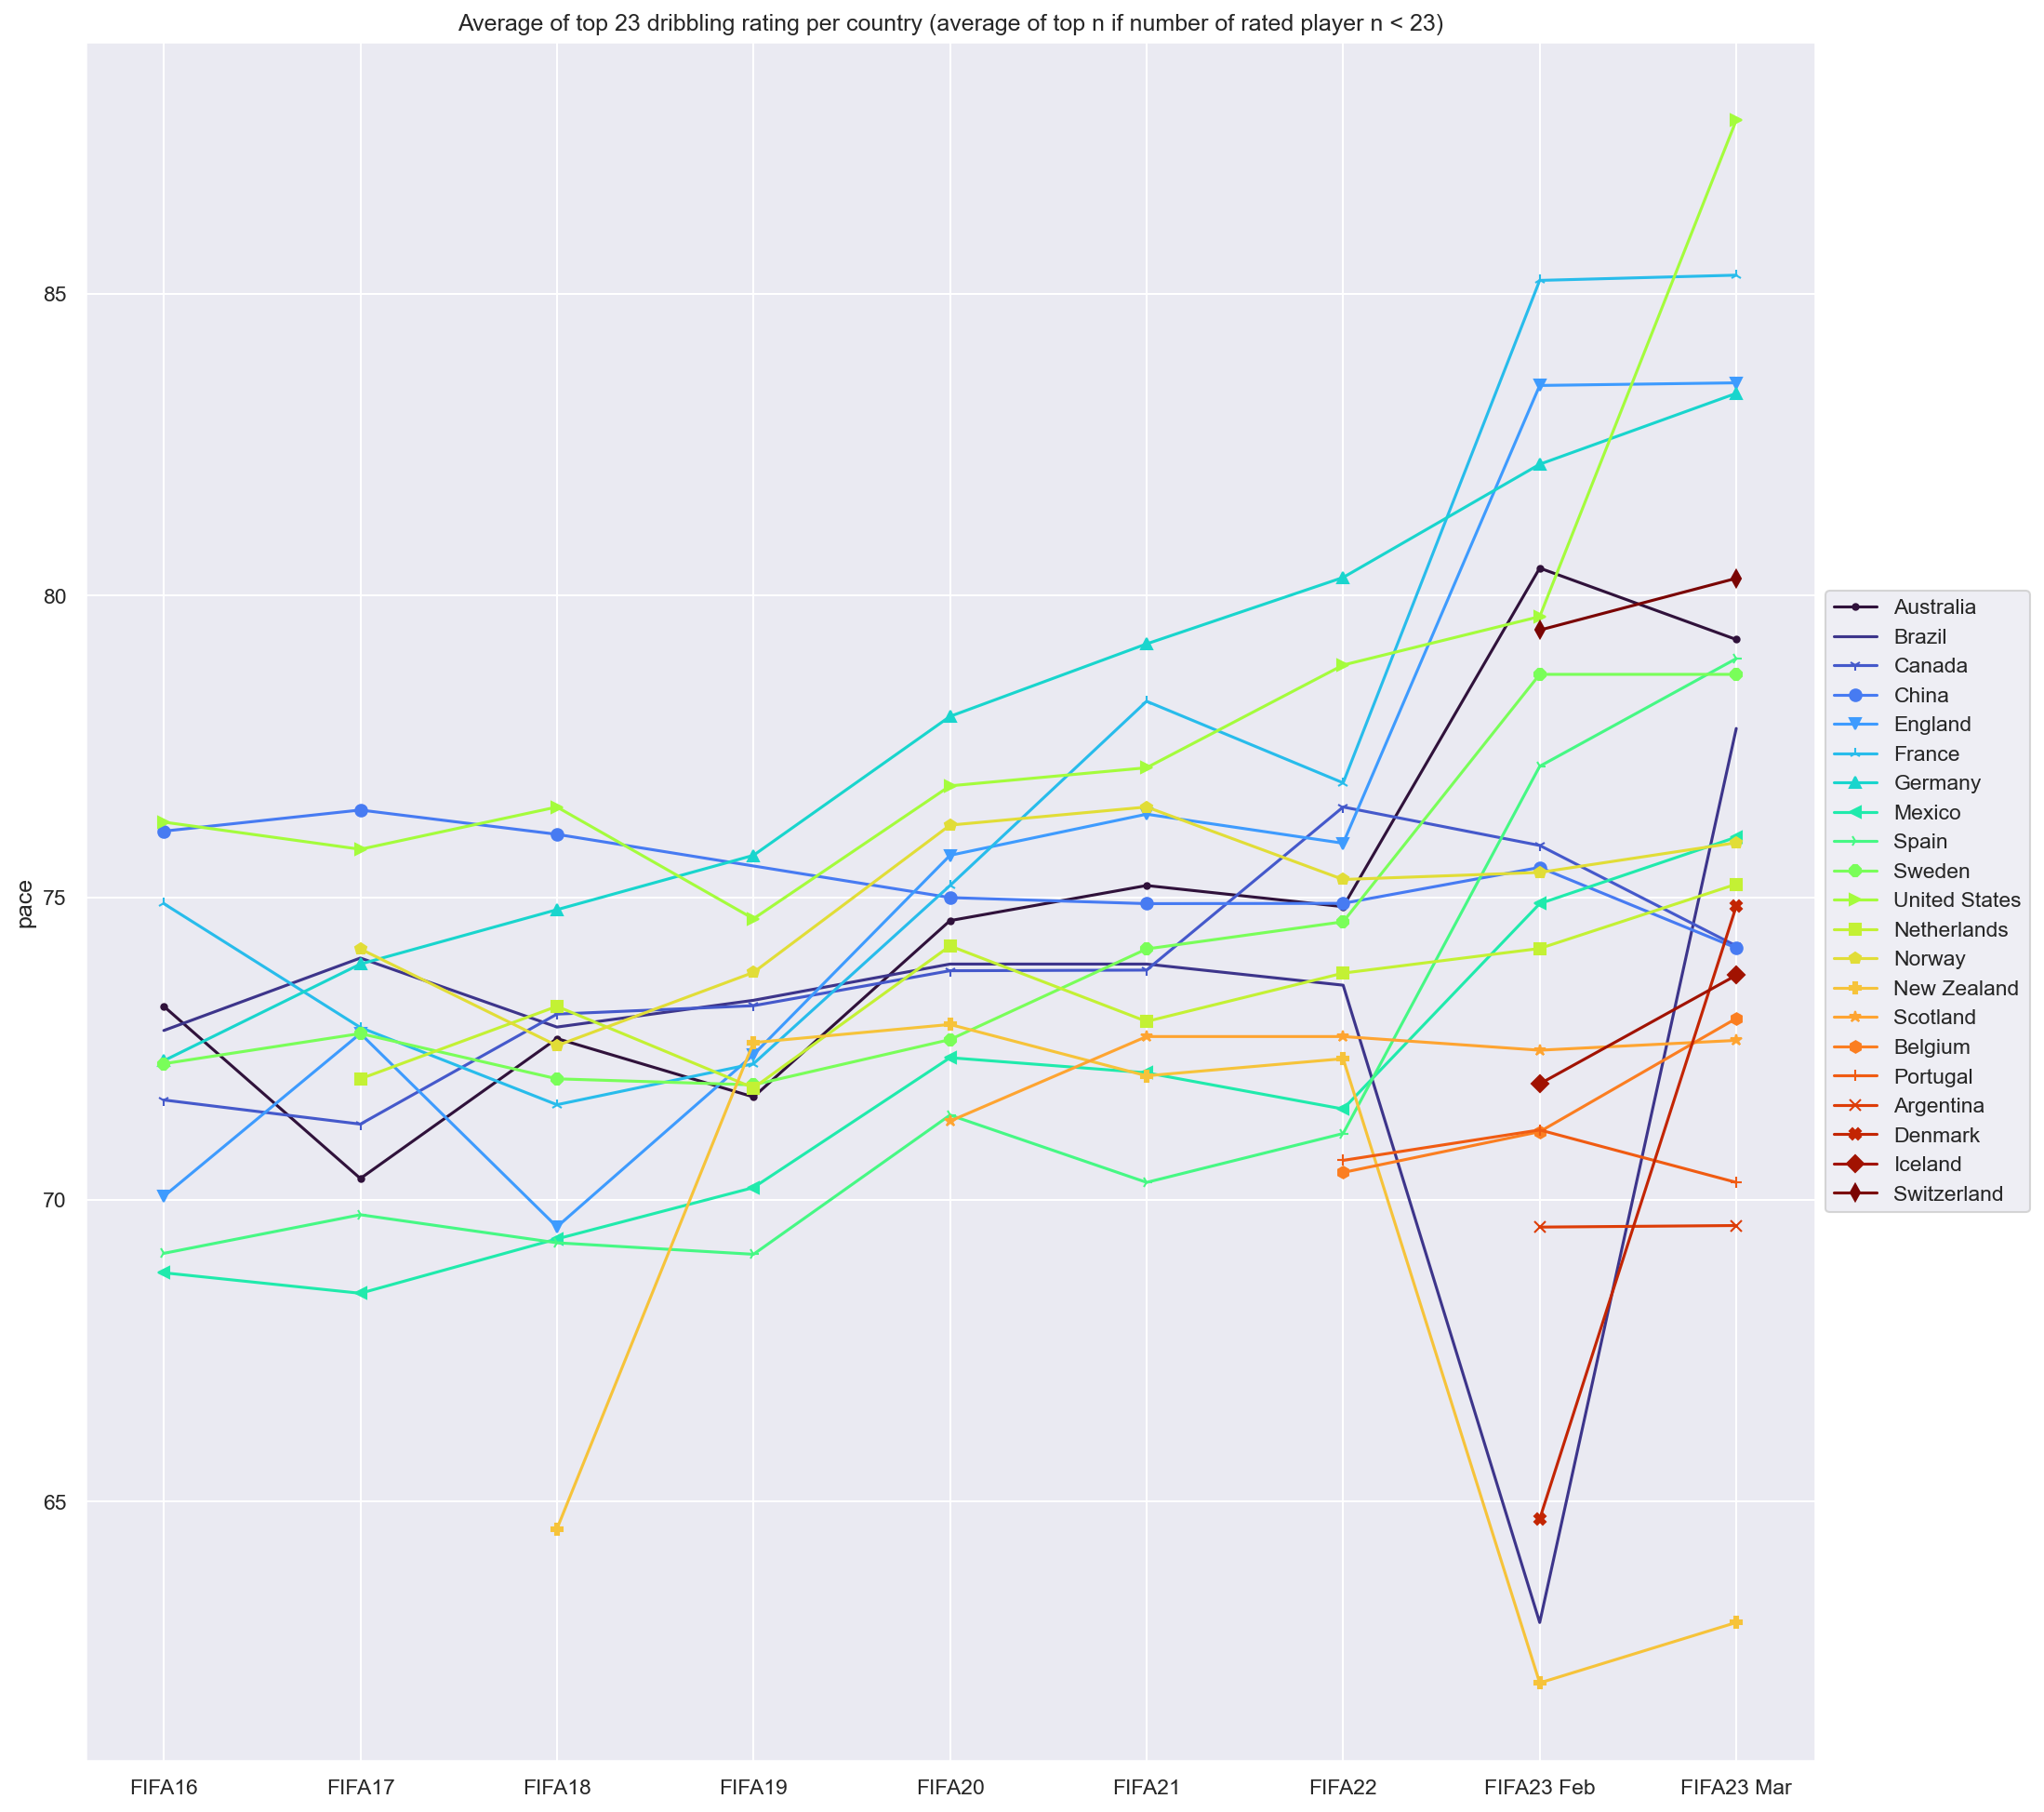 Average of top 23 dribbling rating per country (average of top n if number of rated player n < 23)
85
80
75
70
65
pace
FIFA16
FIFA17
FIFA18
FIFA19
FIFA20
FIFA21
FIFA22
FIFA23 Feb
FIFA23 Mar
Australia
Brazil
Canada
China
England
France
Germany
Mexico
Spain
Sweden
United States
Netherlands
Norway
New Zealand
Scotland
Belgium
Portugal
Argentina
Denmark
Iceland
Switzerland